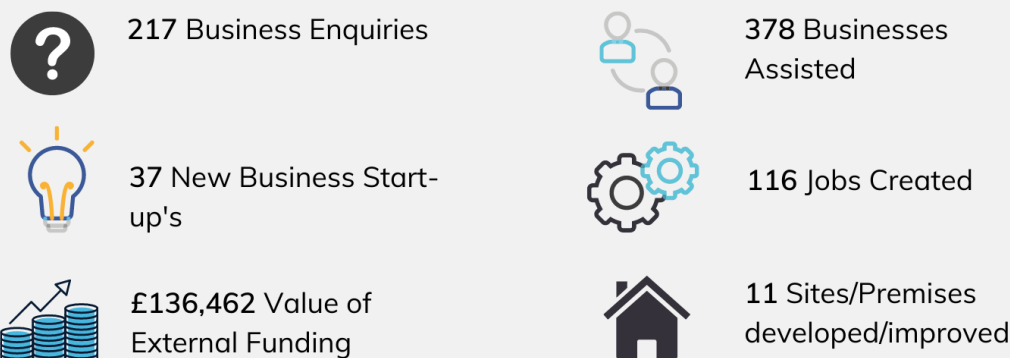 217 Business Enquiries
378 Businesses
Assisted
37 New Business Start-
up's
116 Jobs Created
£136,462 Value of
External Funding
11 Sites/Premises
developed/improved